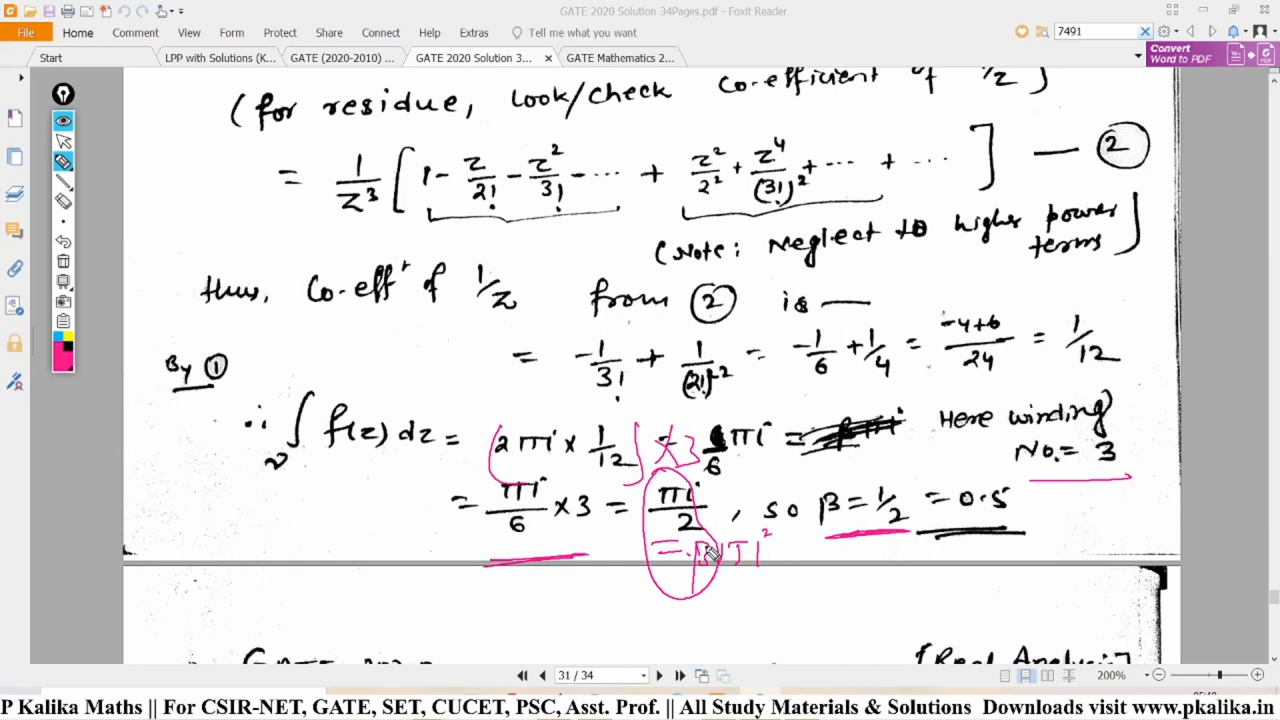 GATE 2020 Solution 34Pages.pdf - Foxit Reader
File Home Comment View Form Protect Share Connect Help Extras Tell me what you want 7491
Start LPP with Solutions (K... GATE (2020-2010) ... GATE 2020 Solution 3... GATE Mathematics 2...
Convert Word to PDF
(for residue, look/check co-efficient of 1/z)
= 1/z³ [1 - z/2! - z²/3! - ... + z²/2² + z⁴/(3!)² + ... + ... ] — ②
(Note: Neglect to higher power terms)
thus, co-eff' of 1/z from ② is —
= -1/3! + 1/(2!)² = -1/6 + 1/4 = -4+6/24 = 1/12
By ①
∴ ∫ f(z) dz = (2πi × 1/12) × 3 = πi/6 = Here winding No. = 3
= πi/6 × 3 = πi/2, so β = 1/2 = 0.5
= βπi
31 / 34 200%
P Kalika Maths || For CSIR-NET, GATE, SET, CUCET, PSC, Asst. Prof. || All Study Materials & Solutions Downloads visit www.pkalika.in